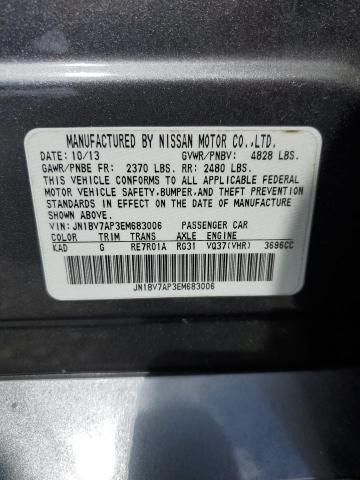 MANUFACTURED BY NISSAN MOTOR CO.,LTD.
DATE: 10/13 GVWR/PNBV: 4828 LBS.
GAWR/PNBE FR: 2370 LBS. RR: 2480 LBS.
THIS VEHICLE CONFORMS TO ALL APPLICABLE FEDERAL
MOTOR VEHICLE SAFETY,BUMPER,AND THEFT PREVENTION
STANDARDS IN EFFECT ON THE DATE OF MANUFACTURE
SHOWN ABOVE.
VIN: JN1BV7AP3EM683006 PASSENGER CAR
COLOR TRIM TRANS AXLE ENGINE
KAD G RE7R01A RG31 VQ37(VHR) 3696CC
JN1BV7AP3EM683006